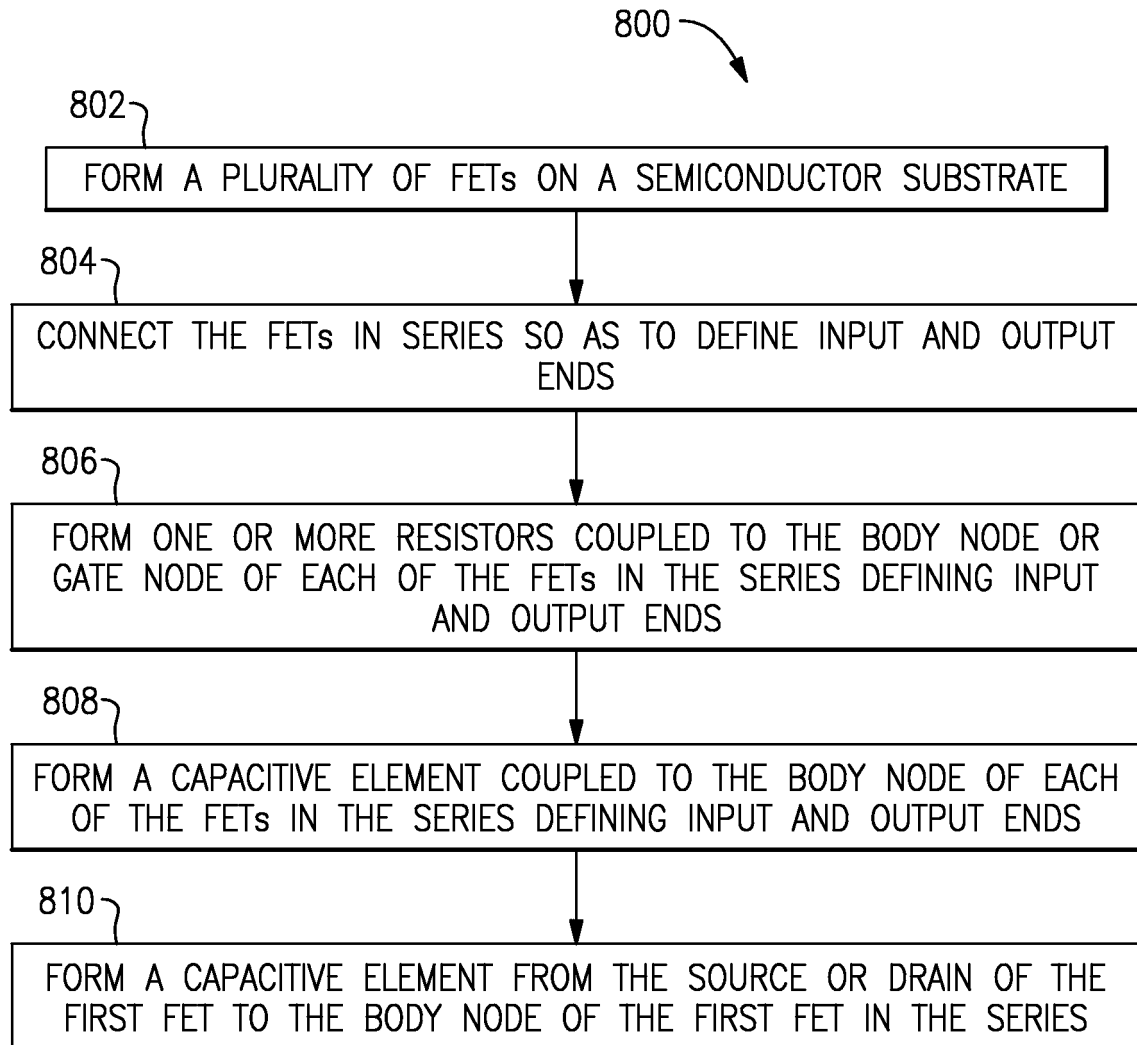 800
802
FORM A PLURALITY OF FETs ON A SEMICONDUCTOR SUBSTRATE
804
CONNECT THE FETs IN SERIES SO AS TO DEFINE INPUT AND OUTPUT
ENDS
806
FORM ONE OR MORE RESISTORS COUPLED TO THE BODY NODE OR
GATE NODE OF EACH OF THE FETs IN THE SERIES DEFINING INPUT
AND OUTPUT ENDS
808
FORM A CAPACITIVE ELEMENT COUPLED TO THE BODY NODE OF EACH
OF THE FETs IN THE SERIES DEFINING INPUT AND OUTPUT ENDS
810
FORM A CAPACITIVE ELEMENT FROM THE SOURCE OR DRAIN OF THE
FIRST FET TO THE BODY NODE OF THE FIRST FET IN THE SERIES